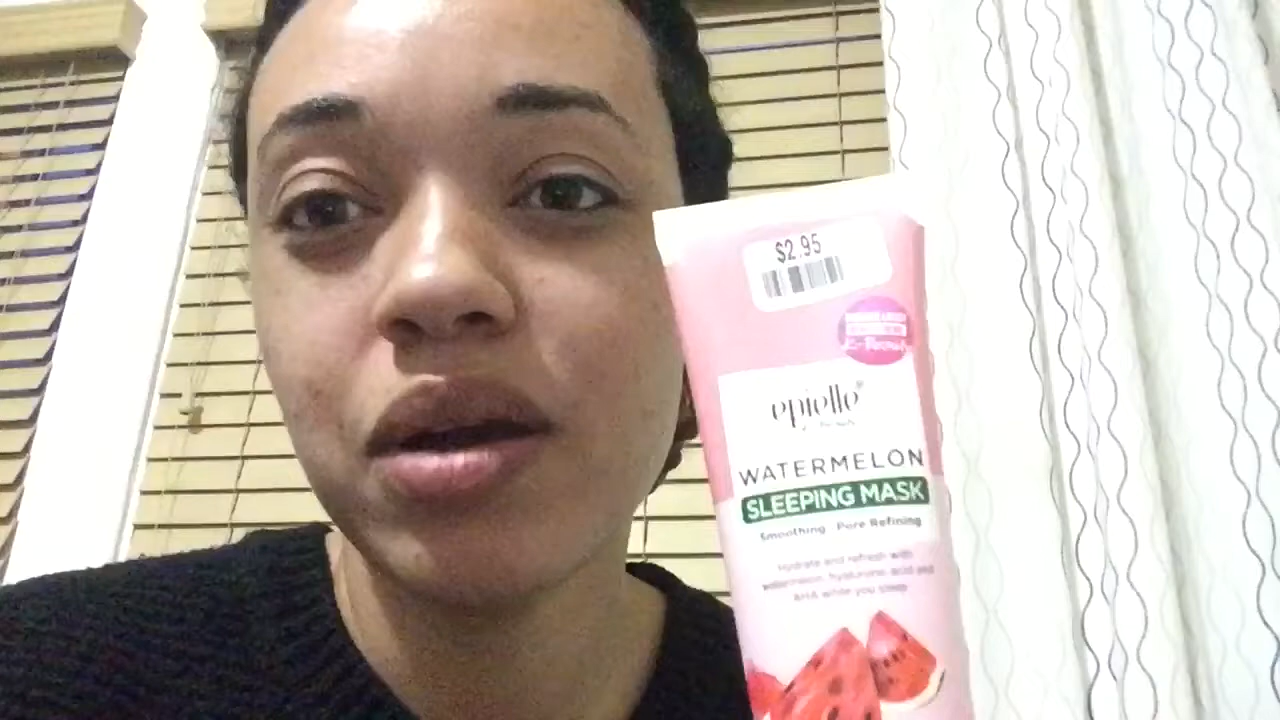 $2.95
epielle
WATERMELON
SLEEPING MASK
Smoothing Pore Refining
Hydrate and refresh with
watermelon, hyaluronic acid and
AHA while you sleep